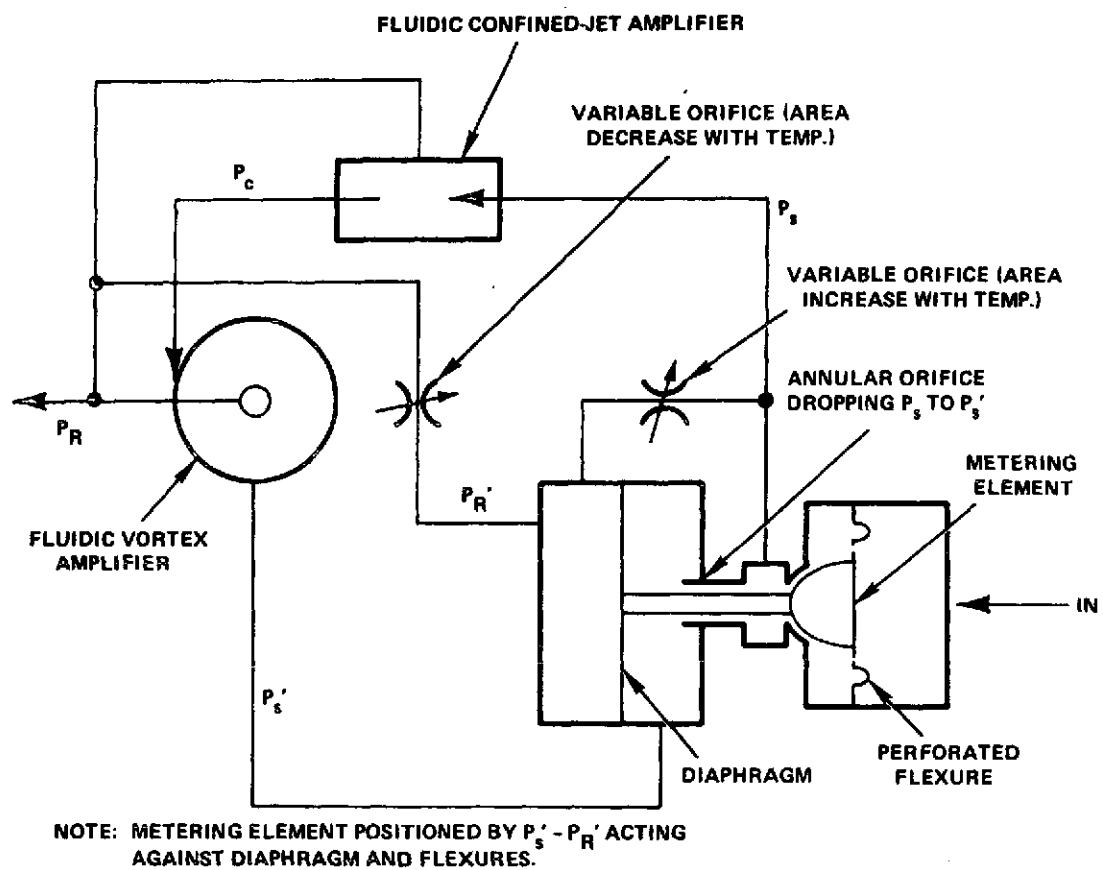 FLUIDIC CONFINED-JET AMPLIFIER
VARIABLE ORIFICE (AREA
DECREASE WITH TEMP.)
Pc
Ps
VARIABLE ORIFICE (AREA
INCREASE WITH TEMP.)
ANNULAR ORIFICE
DROPPING Ps TO Ps'
METERING
ELEMENT
PR
PR'
FLUIDIC VORTEX
AMPLIFIER
IN
Ps'
DIAPHRAGM
PERFORATED
FLEXURE
NOTE: METERING ELEMENT POSITIONED BY Ps' - PR' ACTING
AGAINST DIAPHRAGM AND FLEXURES.